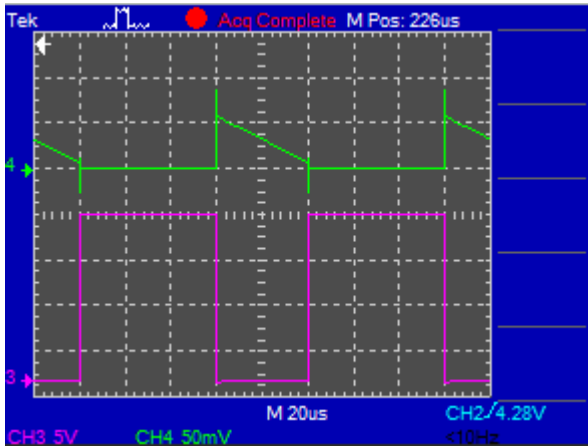 Tek Acq Complete M Pos: 226us
4
3
M 20us CH2 / 4.28V
CH3 5V CH4 50mV <10Hz